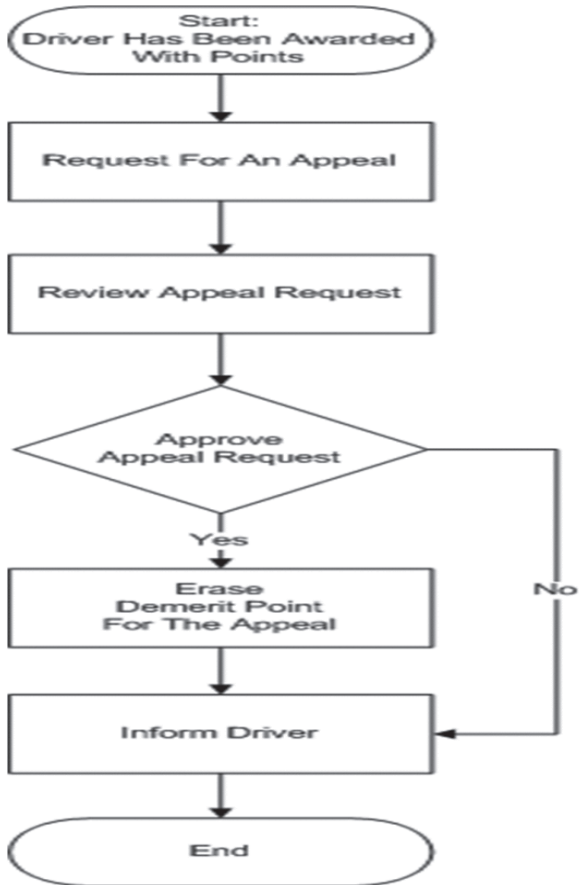 Start:
Driver Has Been Awarded
With Points
Request For An Appeal
Review Appeal Request
Approve
Appeal Request
Yes
No
Erase
Demerit Point
For The Appeal
Inform Driver
End